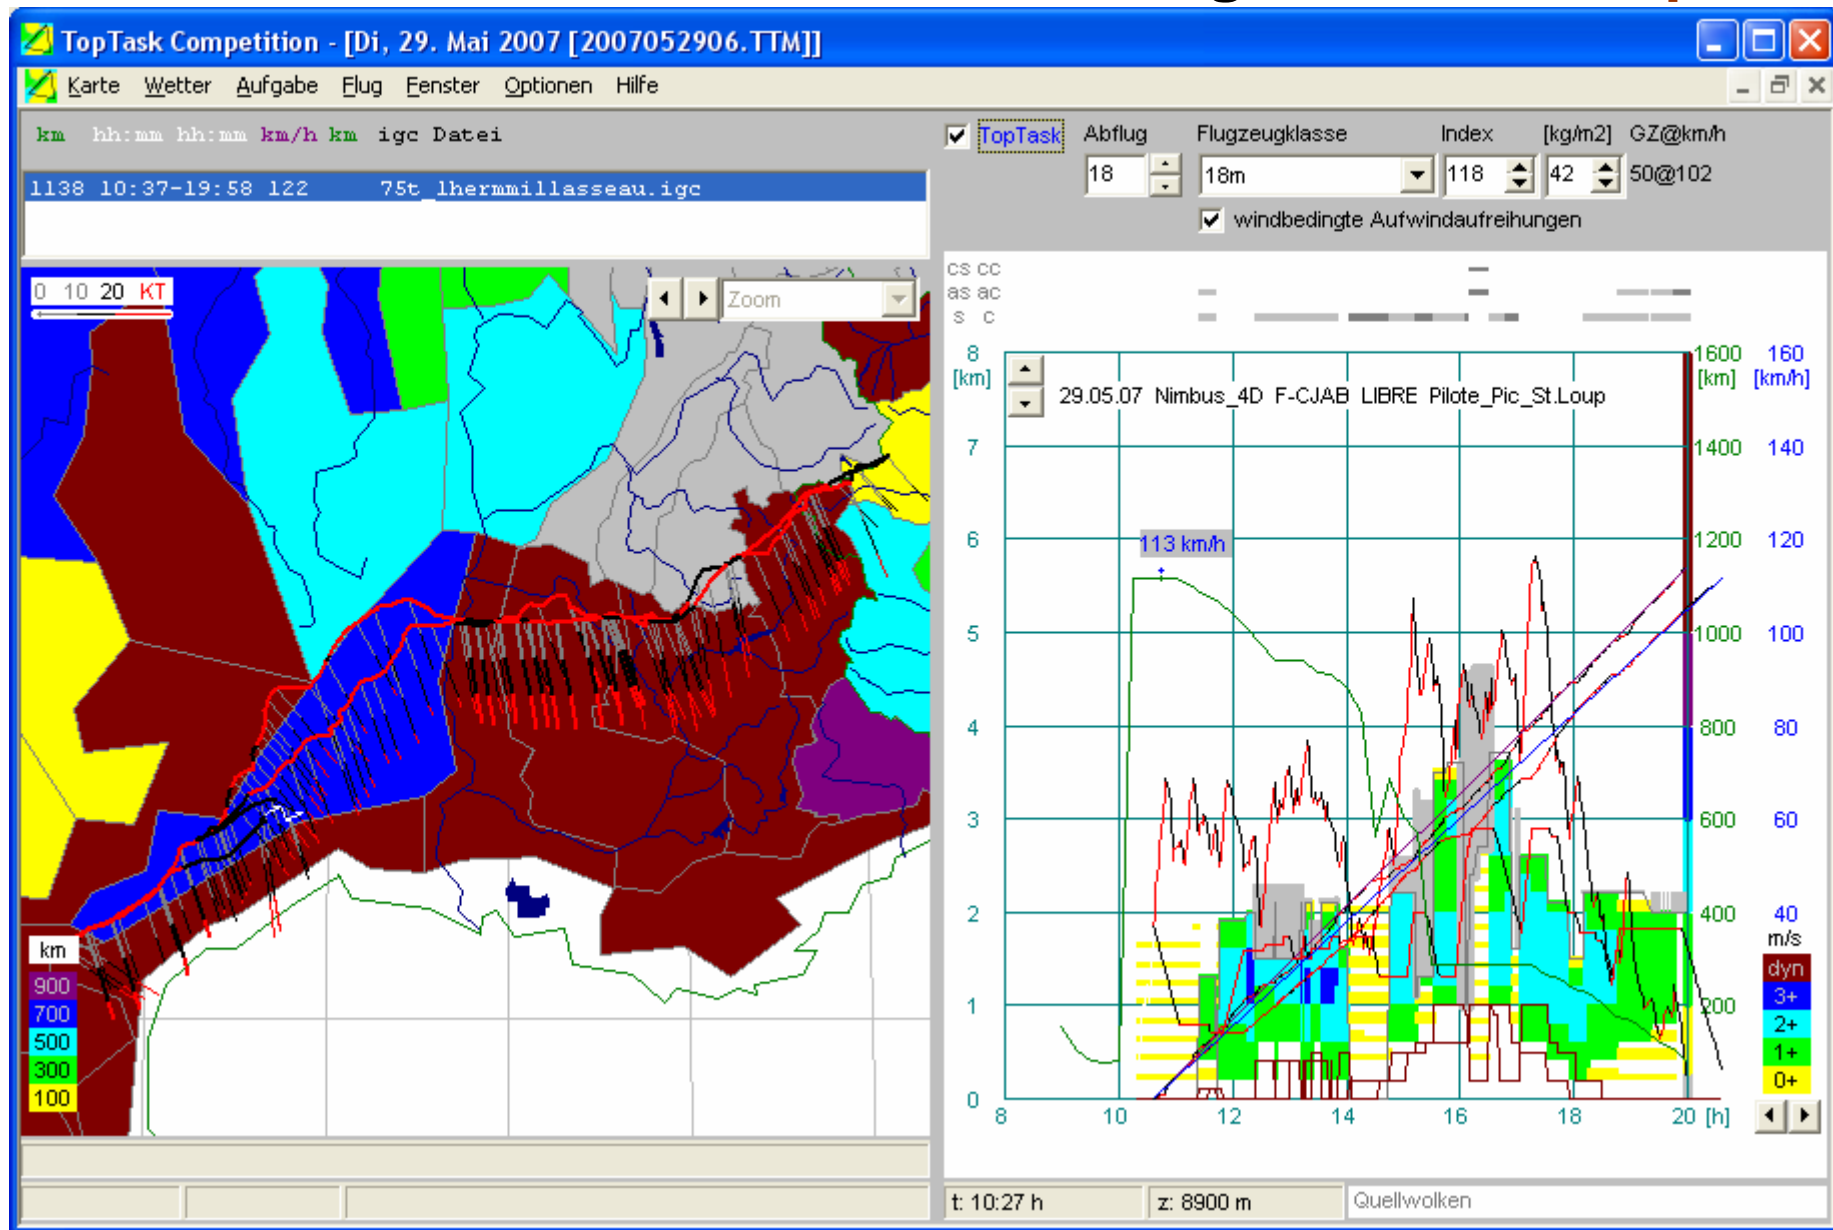 TopTask Competition - [Di, 29. Mai 2007 [2007052906.TTM]]
Karte Wetter Aufgabe Flug Fenster Optionen Hilfe
km hh:mm hh:mm km/h km igc Datei
1138 10:37-19:58 122 75t_lhermmillasseau.igc
TopTask Abflug Flugzeugklasse Index [kg/m2] GZ@km/h
18 18m 118 42 50@102
windbedingte Aufwindaufreihungen
0 10 20 KT
Zoom
km
900
700
500
300
100
cs cc
as ac
s c
8 1600 160
[km] [km] [km/h]
29.05.07 Nimbus_4D F-CJAB LIBRE Pilote_Pic_St.Loup
7 1400 140
6 1200 120
113 km/h
5 1000 100
4 800 80
3 600 60
2 400 40
m/s
dyn
1 200 3+
2+
1+
0+
0
8 10 12 14 16 18 20 [h]
t: 10:27 h z: 8900 m Quellwolken